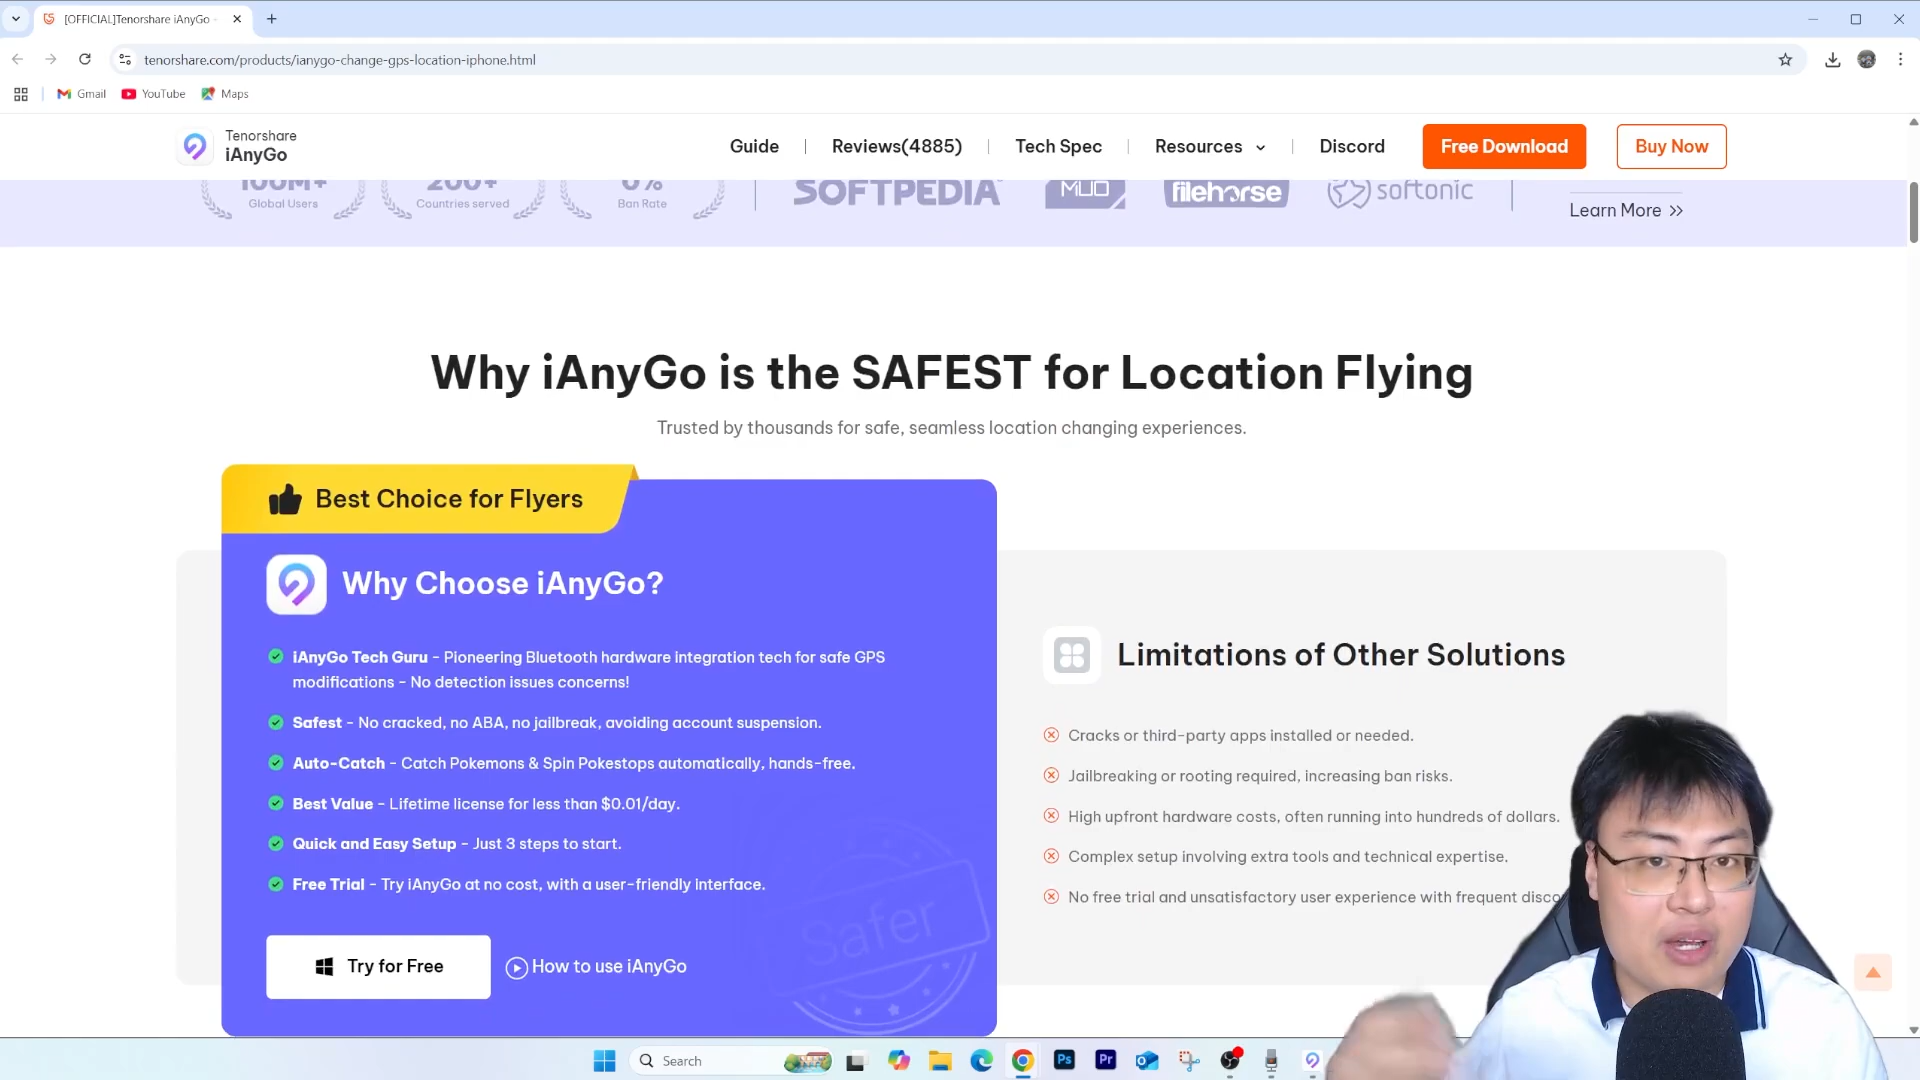 [OFFICIAL]Tenorshare iAnyGo -
tenorshare.com/products/ianygo-change-gps-location-iphone.html
Gmail
YouTube
Maps
Tenorshare
iAnyGo
Guide
Reviews(4885)
Tech Spec
Resources
Discord
Free Download
Buy Now
100M+
Global Users
200+
Countries served
0%
Ban Rate
SOFTPEDIA
MUO
filehorse
softonic
Learn More >>
Why iAnyGo is the SAFEST for Location Flying
Trusted by thousands for safe, seamless location changing experiences.
Best Choice for Flyers
Why Choose iAnyGo?
iAnyGo Tech Guru - Pioneering Bluetooth hardware integration tech for safe GPS
modifications - No detection issues concerns!
Safest - No cracked, no ABA, no jailbreak, avoiding account suspension.
Auto-Catch - Catch Pokemons & Spin Pokestops automatically, hands-free.
Best Value - Lifetime license for less than $0.01/day.
Quick and Easy Setup - Just 3 steps to start.
Free Trial - Try iAnyGo at no cost, with a user-friendly interface.
Safer
Try for Free
How to use iAnyGo
Limitations of Other Solutions
Cracks or third-party apps installed or needed.
Jailbreaking or rooting required, increasing ban risks.
High upfront hardware costs, often running into hundreds of dollars.
Complex setup involving extra tools and technical expertise.
No free trial and unsatisfactory user experience with frequent disco
Search
Ps
Pr